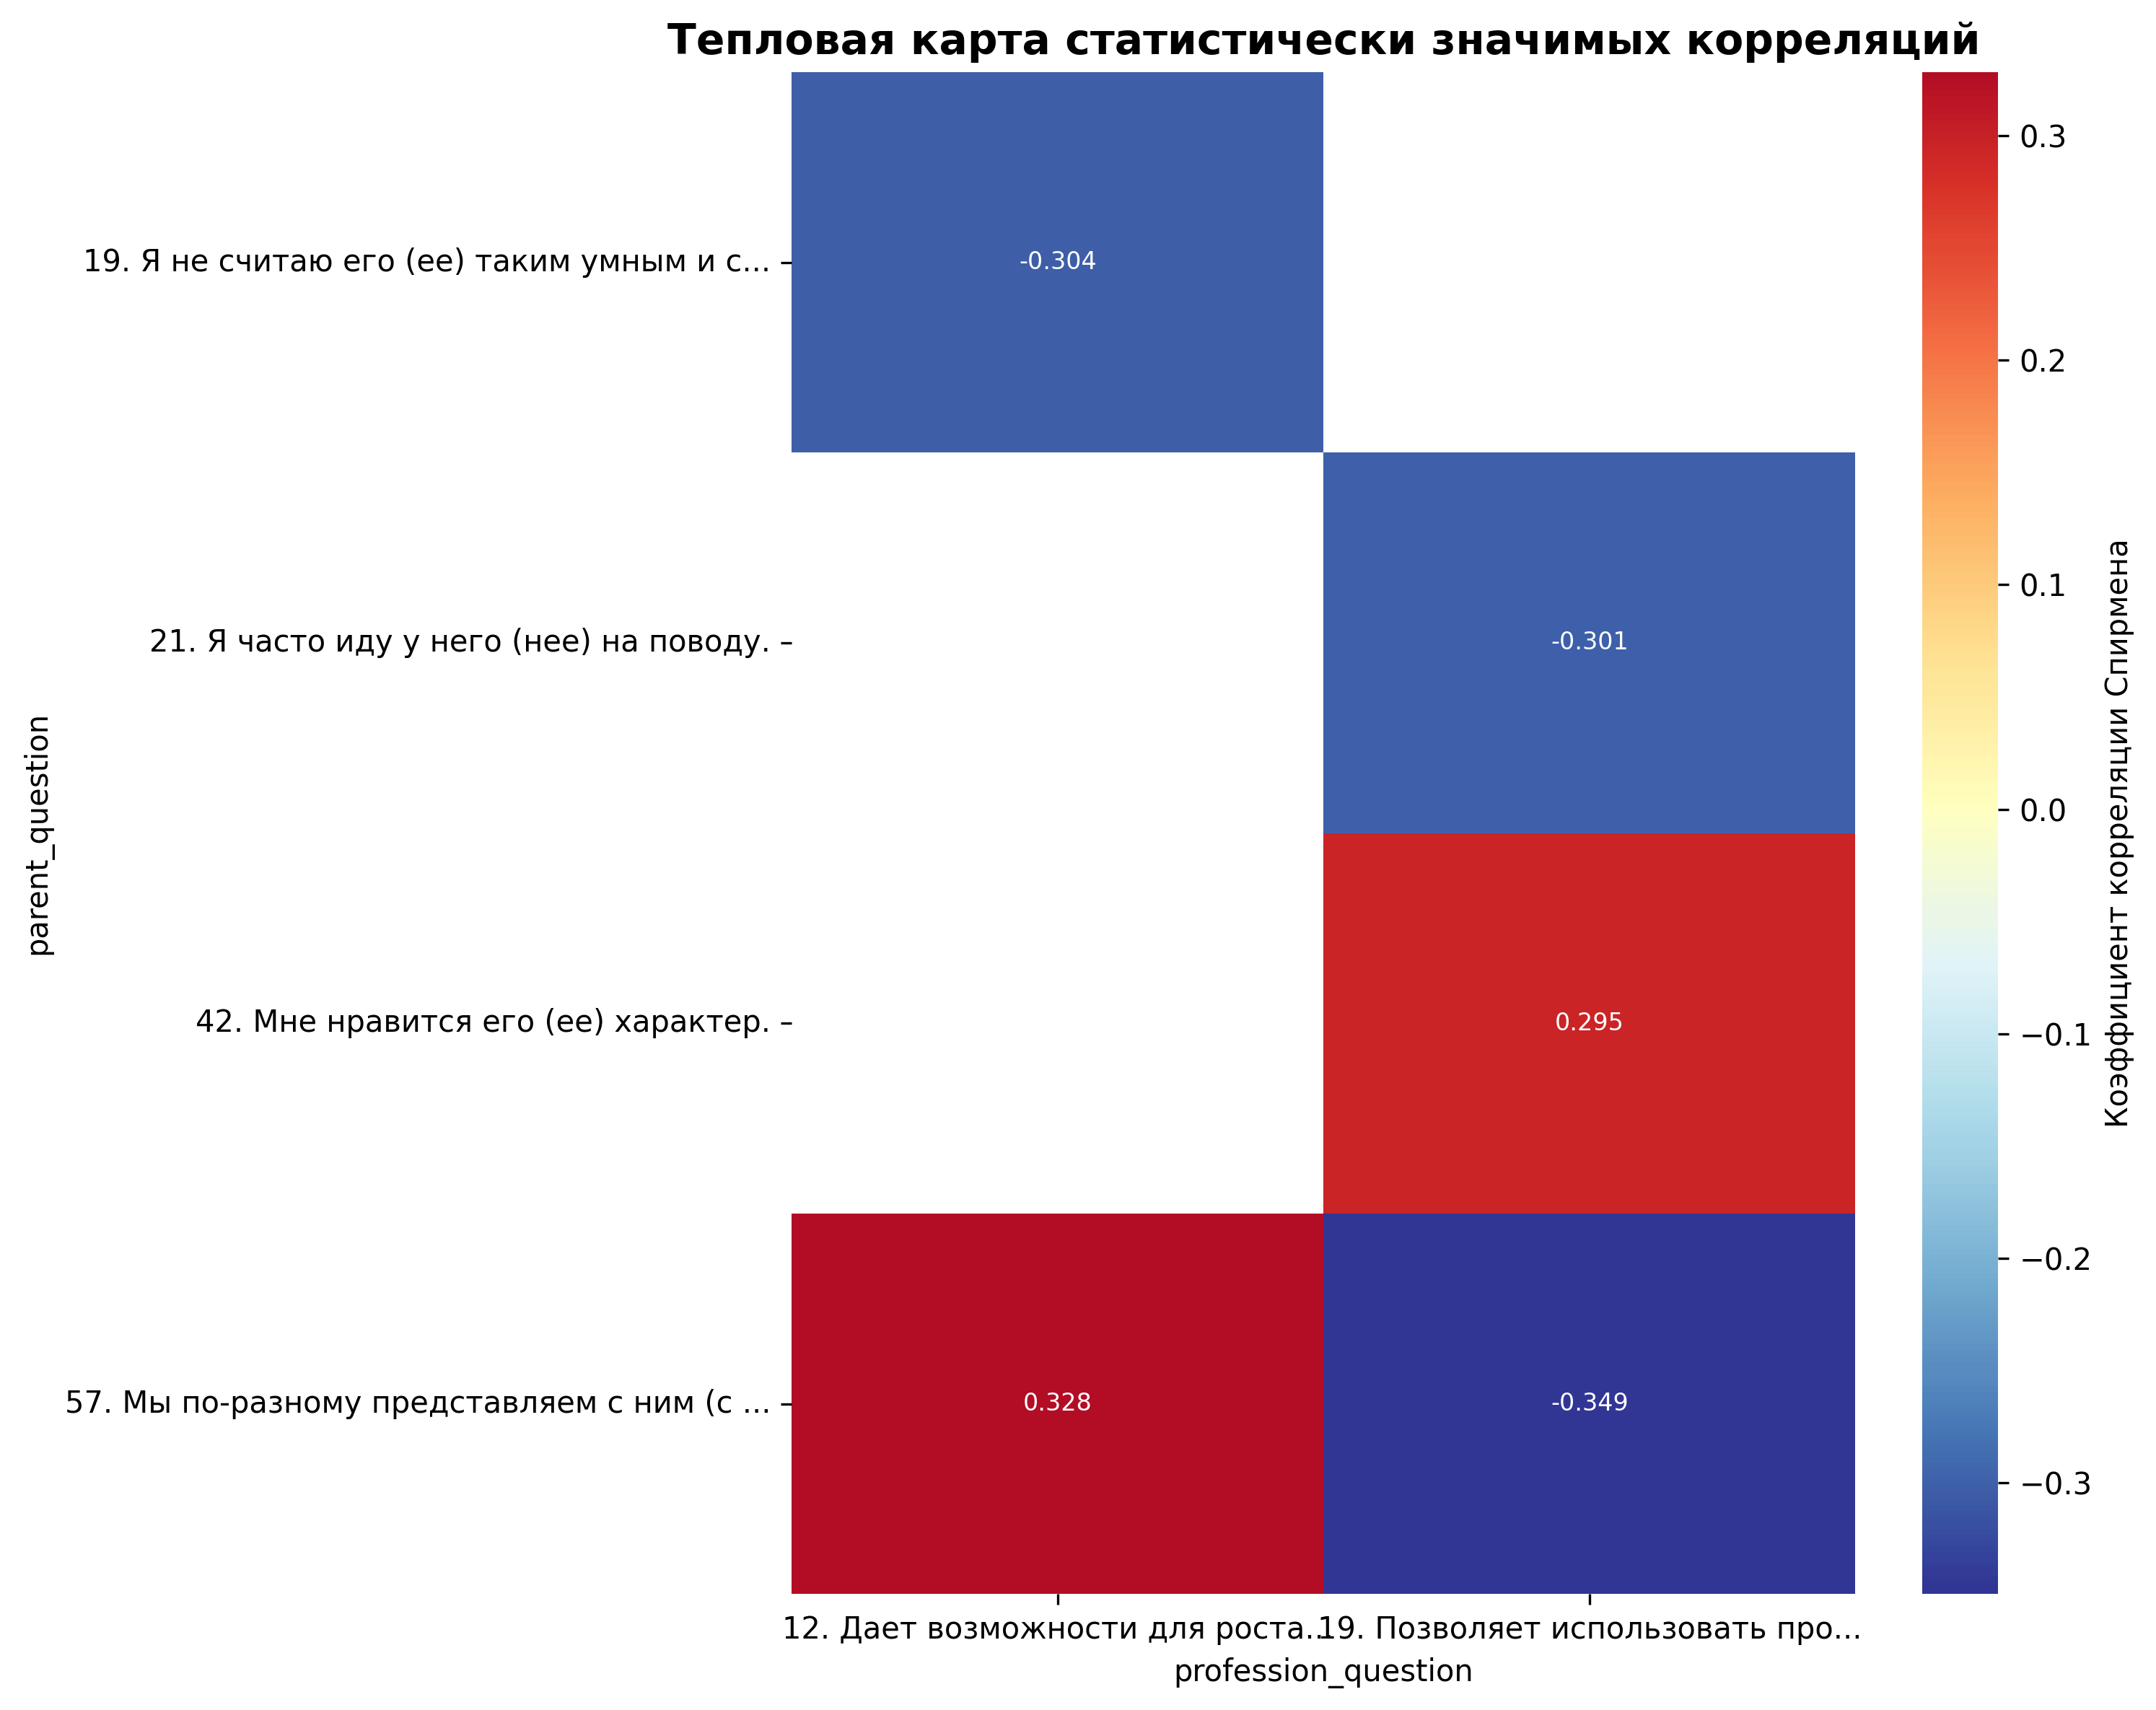 Тепловая карта статистически значимых корреляций
19. Я не считаю его (ее) таким умным и с...
-0.304
21. Я часто иду у него (нее) на поводу.
-0.301
42. Мне нравится его (ее) характер.
0.295
57. Мы по-разному представляем с ним (с ...
0.328
-0.349
parent_question
12. Дает возможности для роста...
19. Позволяет использовать про...
profession_question
0.3
0.2
0.1
0.0
−0.1
−0.2
−0.3
Коэффициент корреляции Спирмена